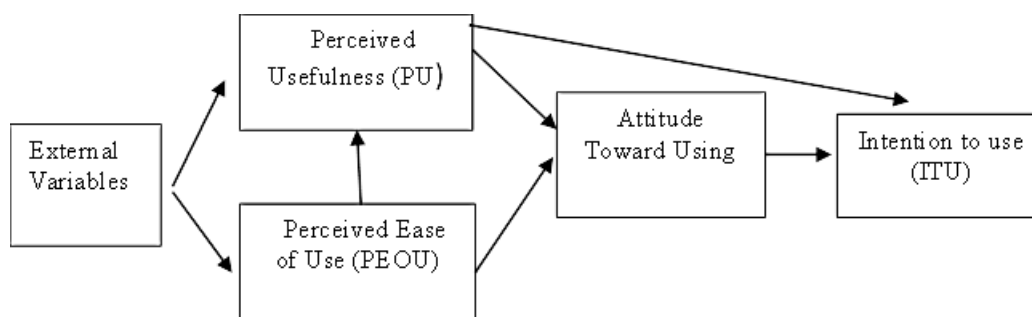 External
Variables
Perceived
Usefulness (PU)
Perceived Ease
of Use (PEOU)
Attitude
Toward Using
Intention to use
(ITU)